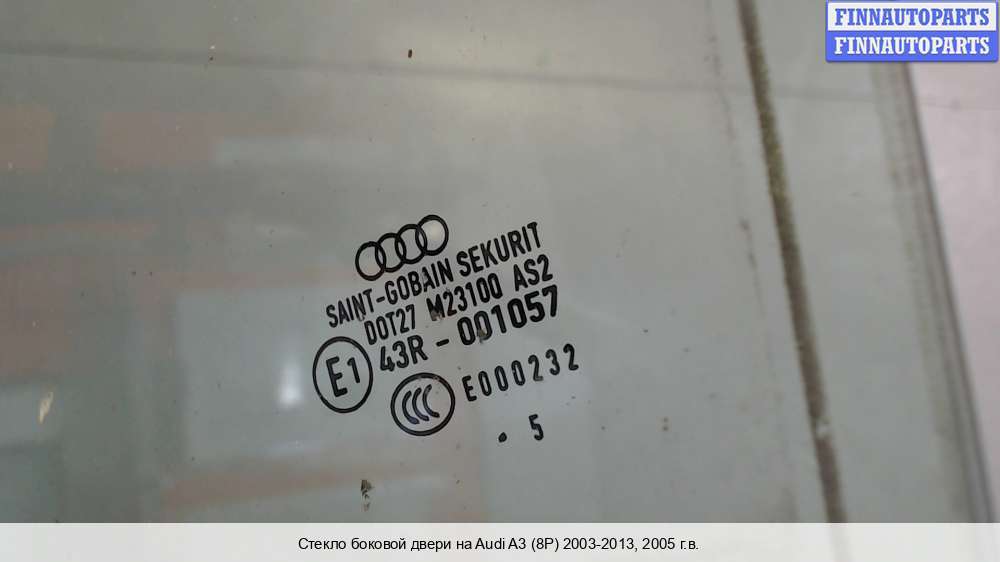 FINNAUTOPARTS
FINNAUTOPARTS
SAINT-GOBAIN SEKURIT
DOT27 M23100 AS2
43R - 001057
E1
CCC E000232
. 5
Стекло боковой двери на Audi A3 (8P) 2003-2013, 2005 г.в.